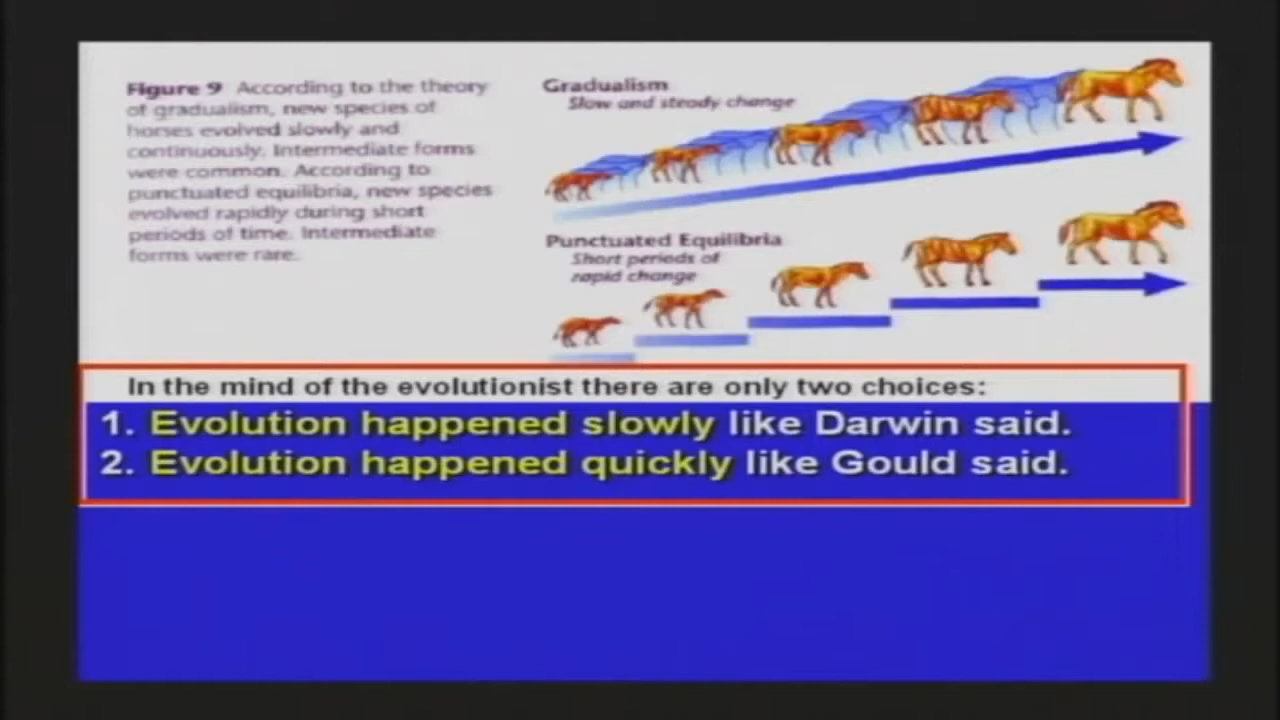 Figure 9 According to the theory
of gradualism, new species of
horses evolved slowly and
continuously. Intermediate forms
were common. According to
punctuated equilibria, new species
evolved rapidly during short
periods of time. Intermediate
forms were rare.
Gradualism
Slow and steady change
Punctuated Equilibria
Short periods of
rapid change
In the mind of the evolutionist there are only two choices:
1. Evolution happened slowly like Darwin said.
2. Evolution happened quickly like Gould said.